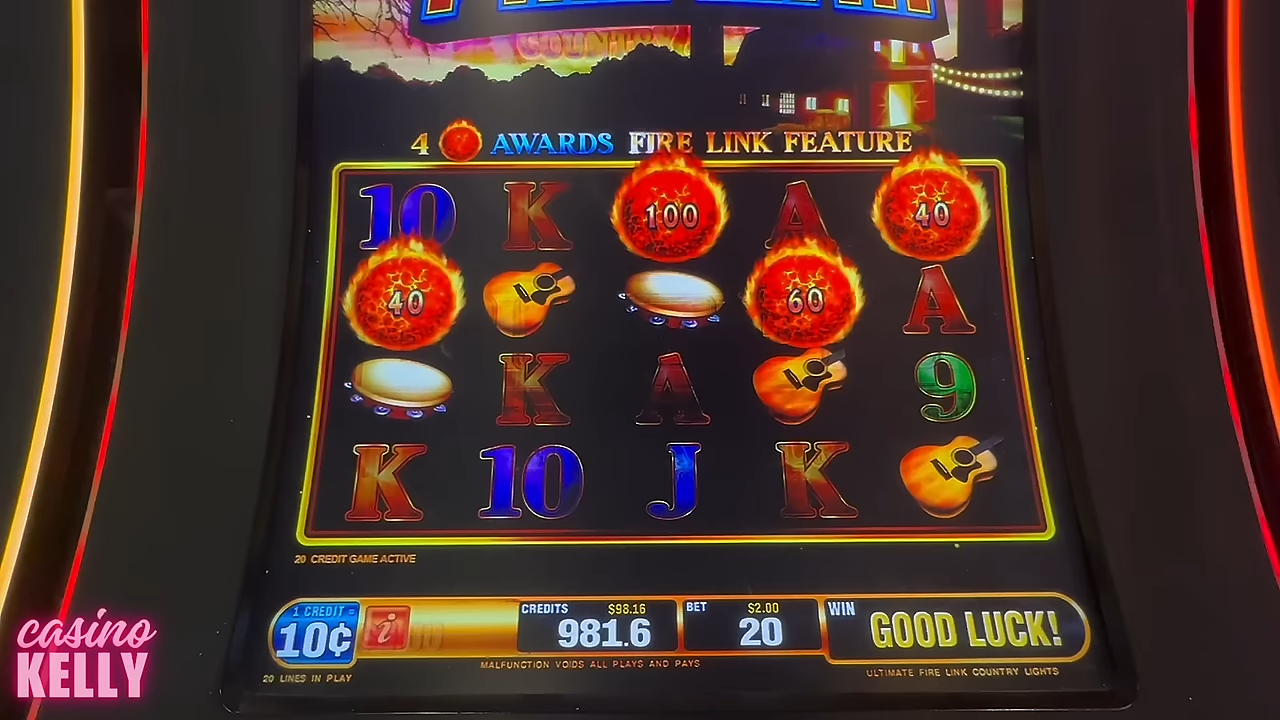 COUNTRY
4 AWARDS FIRE LINK FEATURE
10 K 100 A 40
40 60 A
K A 9
K 10 J K
20 CREDIT GAME ACTIVE
1 CREDIT =
10¢
i
CREDITS $98.16
981.6
BET $2.00
20
WIN GOOD LUCK!
MALFUNCTION VOIDS ALL PLAYS AND PAYS
20 LINES IN PLAY
ULTIMATE FIRE LINK COUNTRY LIGHTS
casino
KELLY